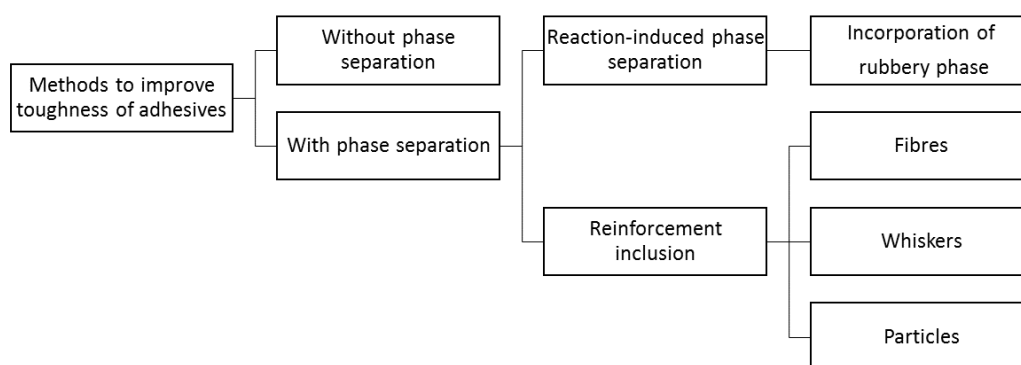 Methods to improve
toughness of adhesives
Without phase
separation
With phase separation
Reaction-induced phase
separation
Reinforcement
inclusion
Incorporation of
rubbery phase
Fibres
Whiskers
Particles